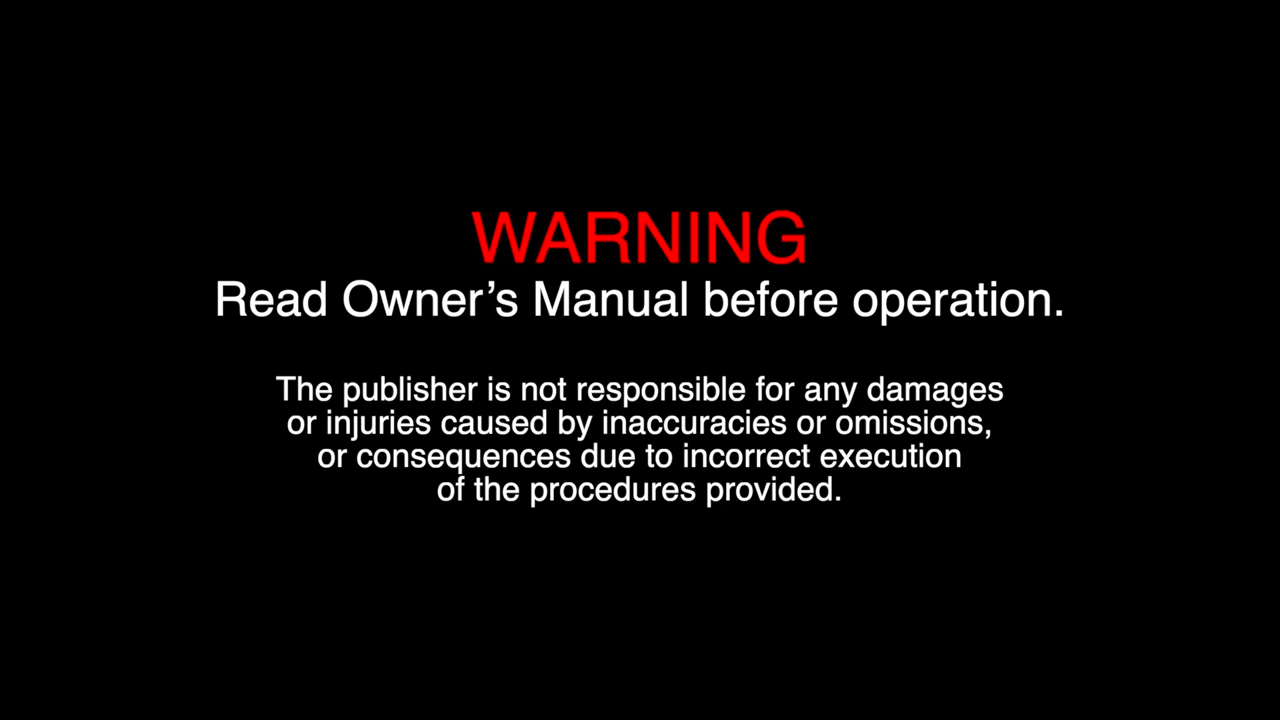 WARNING
Read Owner’s Manual before operation.
The publisher is not responsible for any damages
or injuries caused by inaccuracies or omissions,
or consequences due to incorrect execution
of the procedures provided.